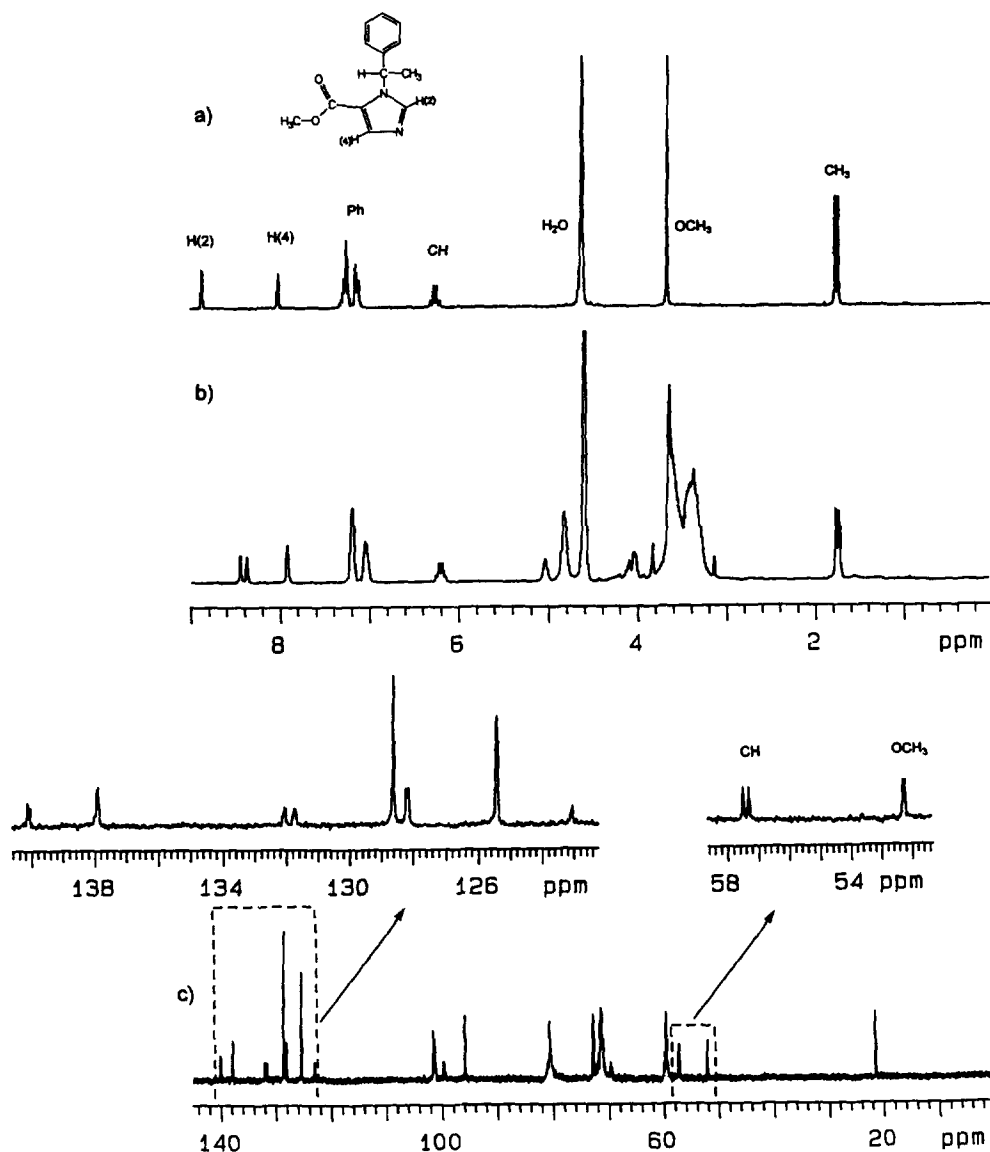 a)
H
C
CH₃
O
C
N
H(2)
H₃C
O
(4)H
N
H(2)
H(4)
Ph
CH
H₂O
OCH₃
CH₃
b)
8 6 4 2 ppm
138 134 130 126 ppm
CH
OCH₃
58 54 ppm
c)
140 100 60 20 ppm